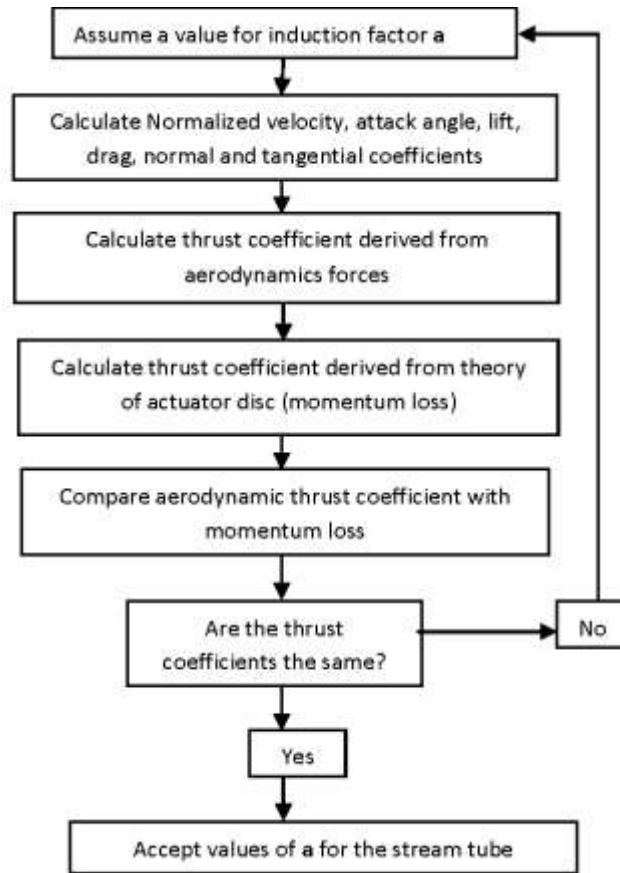 Assume a value for induction factor a
Calculate Normalized velocity, attack angle, lift,
drag, normal and tangential coefficients
Calculate thrust coefficient derived from
aerodynamics forces
Calculate thrust coefficient derived from theory
of actuator disc (momentum loss)
Compare aerodynamic thrust coefficient with
momentum loss
Are the thrust
coefficients the same?
No
Yes
Accept values of a for the stream tube